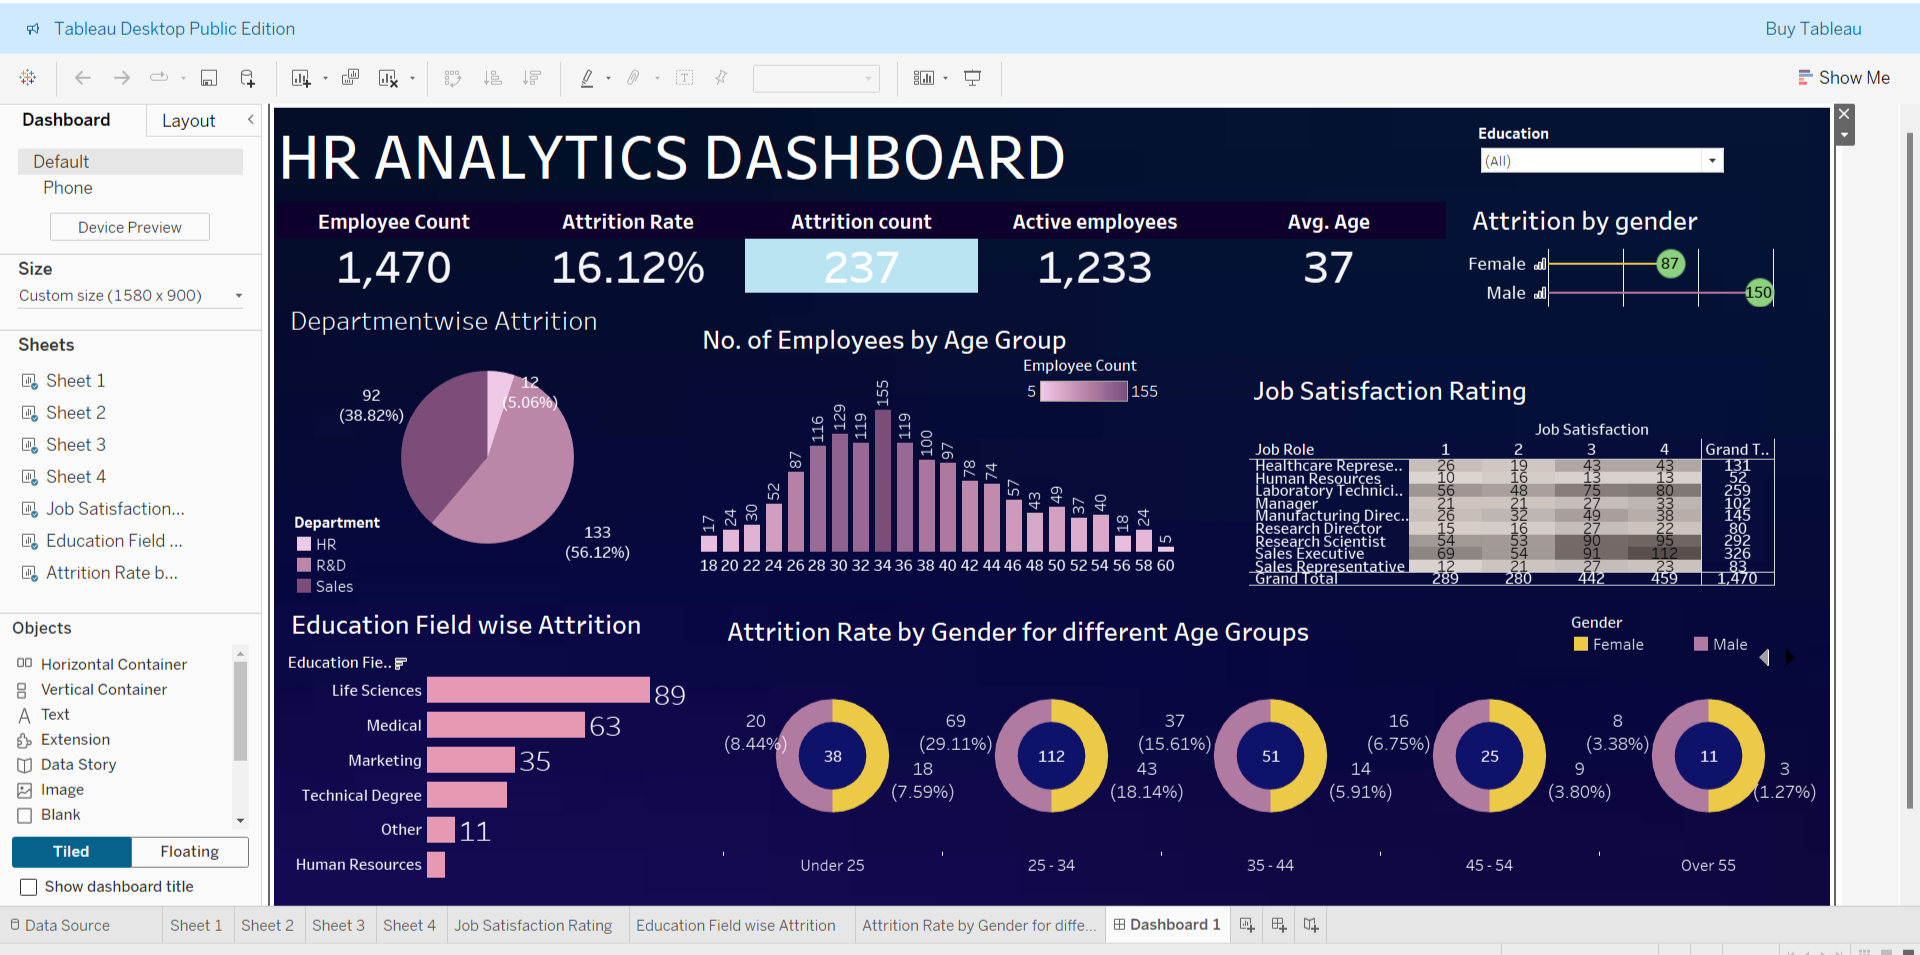 Tableau Desktop Public Edition
Buy Tableau
Show Me
Dashboard
Layout
Default
Phone
Device Preview
Size
Custom size (1580 x 900)
Sheets
Sheet 1
Sheet 2
Sheet 3
Sheet 4
Job Satisfaction...
Education Field ...
Attrition Rate b...
Objects
Horizontal Container
Vertical Container
Text
Extension
Data Story
Image
Blank
Tiled
Floating
Show dashboard title
HR ANALYTICS DASHBOARD
Education
(All)
Employee Count Attrition Rate Attrition count Active employees Avg. Age
1,470 16.12% 237 1,233 37
Attrition by gender
Female 87
Male 150
Departmentwise Attrition
92
(38.82%)
12
(5.06%)
133
(56.12%)
Department
HR
R&D
Sales
No. of Employees by Age Group
Employee Count
5 155
17 24 30 52 87 116 129 119 155 119 100 97 78 74 57 43 49 37 40 18 24 5
18 20 22 24 26 28 30 32 34 36 38 40 42 44 46 48 50 52 54 56 58 60
Job Satisfaction Rating
Job Satisfaction
Job Role 1 2 3 4 Grand T..
Healthcare Represe.. 26 19 43 43 131
Human Resources 10 16 13 13 52
Laboratory Technici.. 56 48 75 80 259
Manager 21 21 27 33 102
Manufacturing Direc.. 26 32 49 38 145
Research Director 15 16 27 22 80
Research Scientist 54 53 90 95 292
Sales Executive 69 54 91 112 326
Sales Representative 12 21 27 23 83
Grand Total 289 280 442 459 1,470
Education Field wise Attrition
Education Fie..
Life Sciences 89
Medical 63
Marketing 35
Technical Degree
Other 11
Human Resources
Attrition Rate by Gender for different Age Groups
Gender
Female Male
20
(8.44%)
38
18
(7.59%)
69
(29.11%)
112
43
(18.14%)
37
(15.61%)
51
14
(5.91%)
16
(6.75%)
25
9
(3.80%)
8
(3.38%)
11
3
(1.27%)
Under 25 25 - 34 35 - 44 45 - 54 Over 55
Data Source Sheet 1 Sheet 2 Sheet 3 Sheet 4 Job Satisfaction Rating Education Field wise Attrition Attrition Rate by Gender for diffe... Dashboard 1